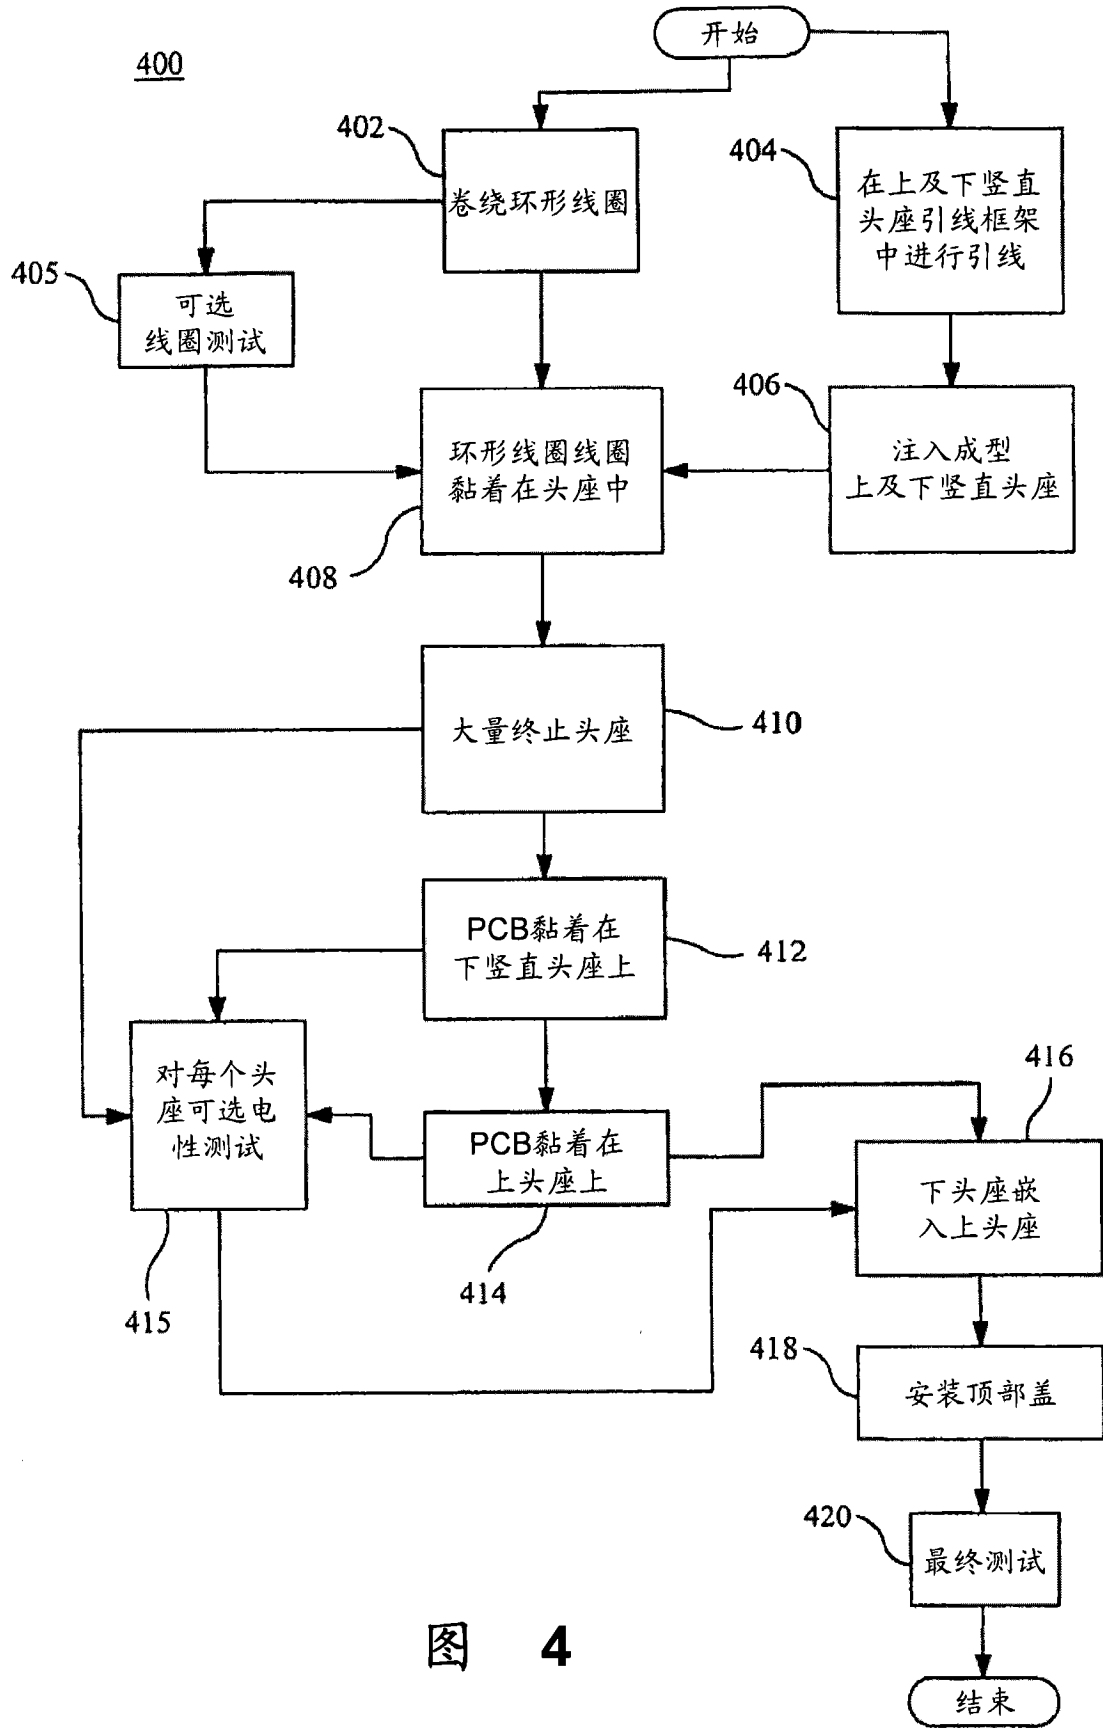 开始
400
402
卷绕环形线圈
404
在上及下竖直
头座引线框架
中进行引线
405
可选
线圈测试
406
注入成型
上及下竖直头座
环形线圈线圈
黏着在头座中
408
大量终止头座
410
PCB黏着在
下竖直头座上
412
对每个头
座可选电
性测试
415
PCB黏着在
上头座上
414
416
下头座嵌
入上头座
418
安装顶部盖
420
最终测试
结束
图 4